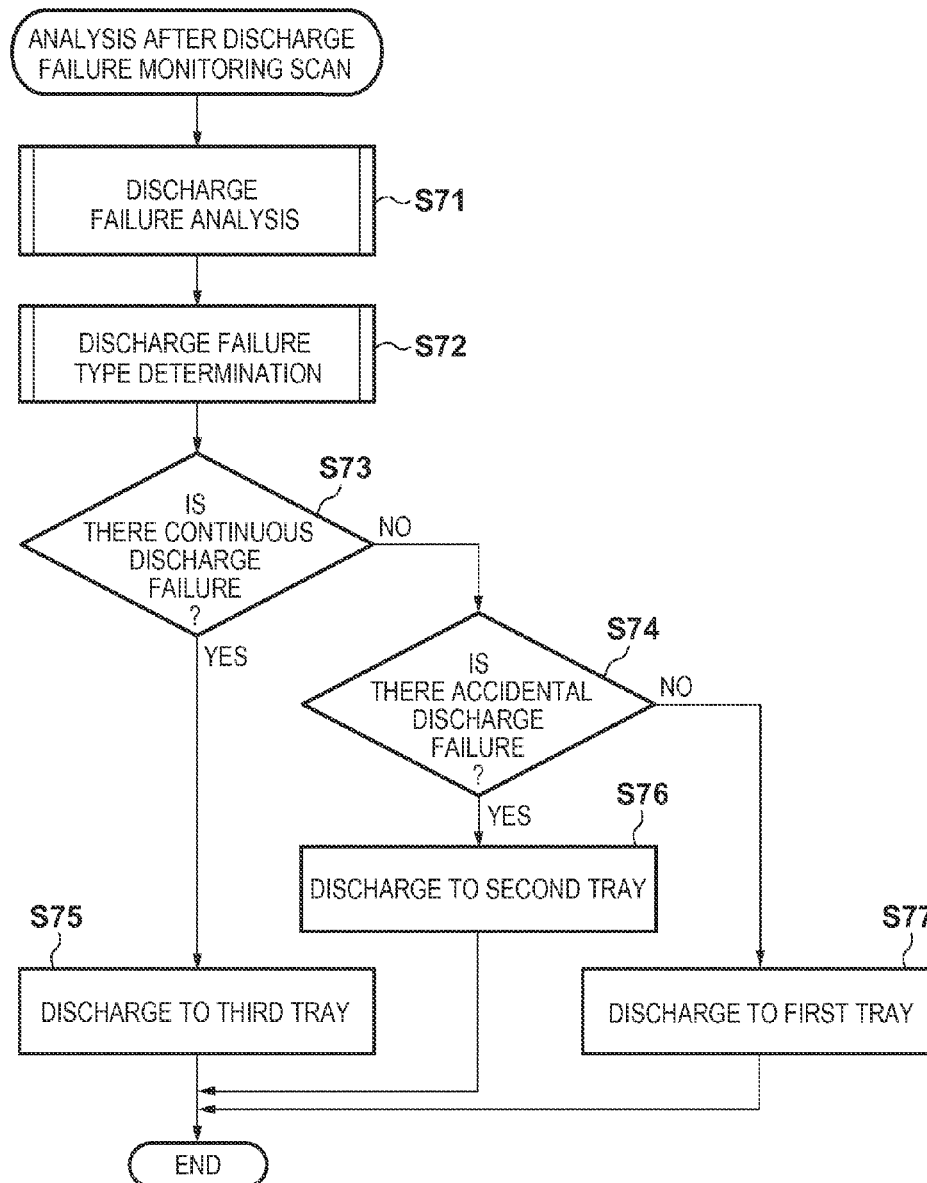 ANALYSIS AFTER DISCHARGE
FAILURE MONITORING SCAN
DISCHARGE
FAILURE ANALYSIS
S71
DISCHARGE FAILURE
TYPE DETERMINATION
S72
S73
IS
THERE CONTINUOUS
DISCHARGE
FAILURE
?
NO
YES
S74
IS
THERE ACCIDENTAL
DISCHARGE
FAILURE
?
NO
YES
S76
DISCHARGE TO SECOND TRAY
S75
DISCHARGE TO THIRD TRAY
S77
DISCHARGE TO FIRST TRAY
END